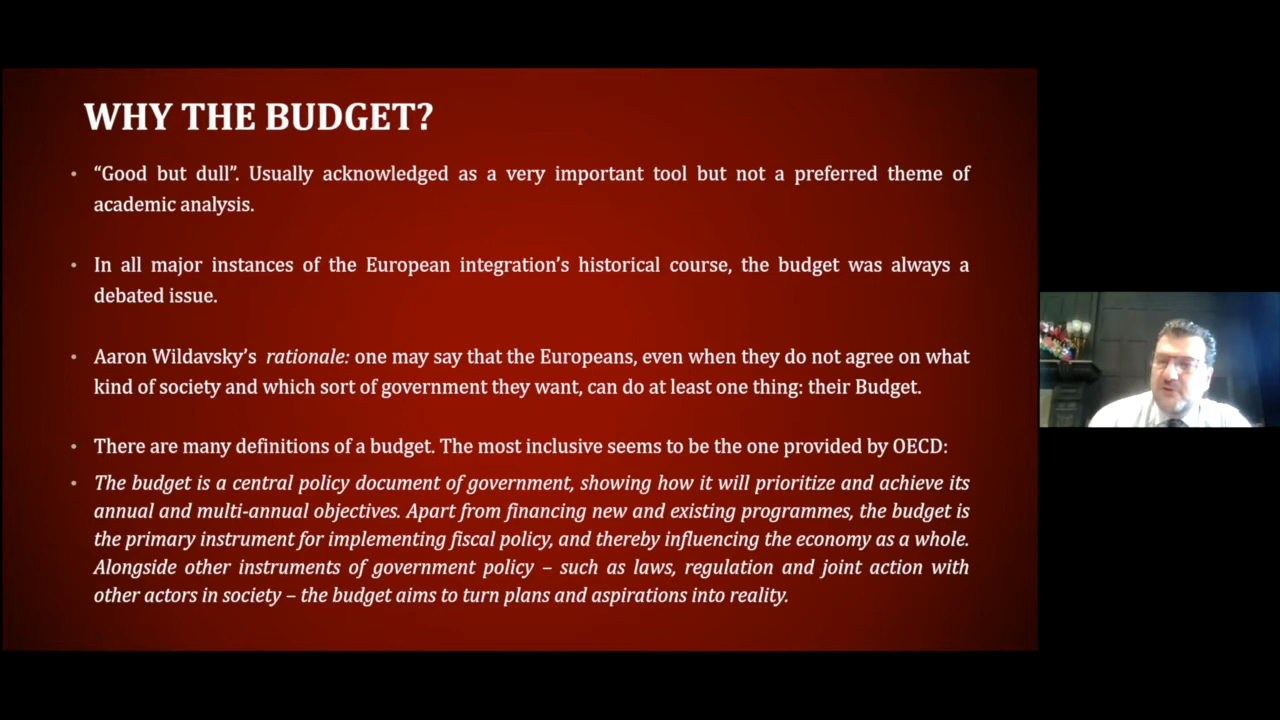 WHY THE BUDGET?
• “Good but dull”. Usually acknowledged as a very important tool but not a preferred theme of
academic analysis.
• In all major instances of the European integration’s historical course, the budget was always a
debated issue.
• Aaron Wildavsky’s rationale: one may say that the Europeans, even when they do not agree on what
kind of society and which sort of government they want, can do at least one thing: their Budget.
• There are many definitions of a budget. The most inclusive seems to be the one provided by OECD:
• The budget is a central policy document of government, showing how it will prioritize and achieve its
annual and multi-annual objectives. Apart from financing new and existing programmes, the budget is
the primary instrument for implementing fiscal policy, and thereby influencing the economy as a whole.
Alongside other instruments of government policy – such as laws, regulation and joint action with
other actors in society – the budget aims to turn plans and aspirations into reality.